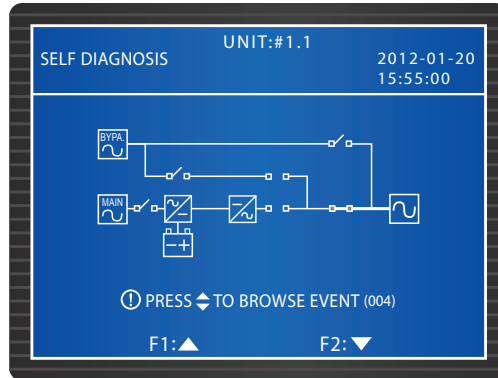 UNIT:#1.1
SELF DIAGNOSIS
2012-01-20
15:55:00
BYPA.
MAIN
PRESS TO BROWSE EVENT (004)
F1: F2: